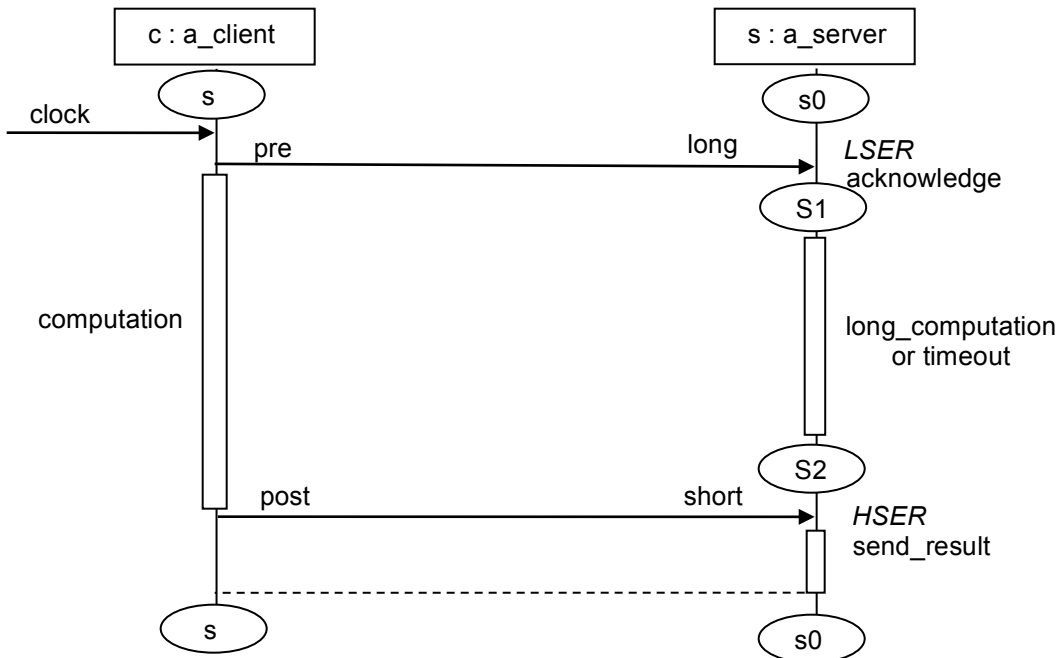 c : a_client
s : a_server
s
s0
clock
pre
long
LSER
acknowledge
S1
computation
long_computation
or timeout
S2
post
short
HSER
send_result
s
s0